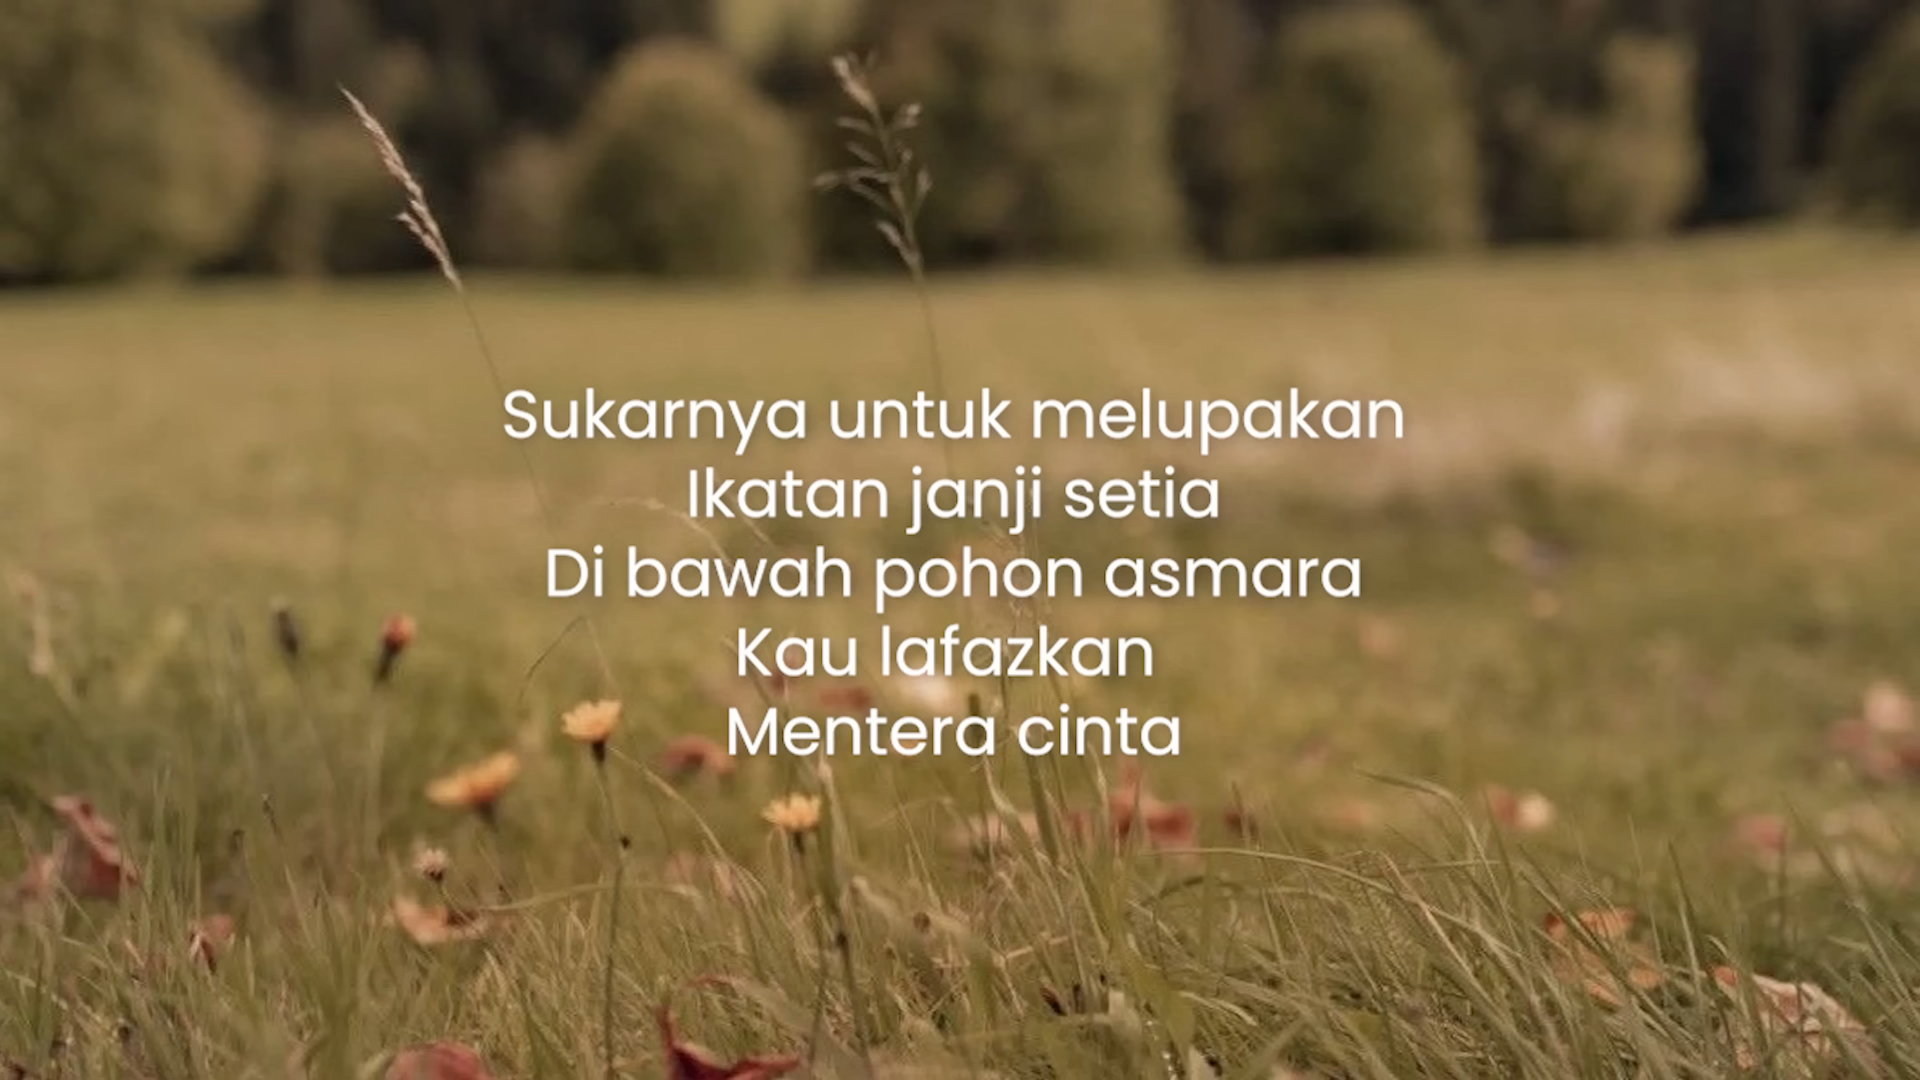 Sukarnya untuk melupakan
Ikatan janji setia
Di bawah pohon asmara
Kau lafazkan
Mentera cinta